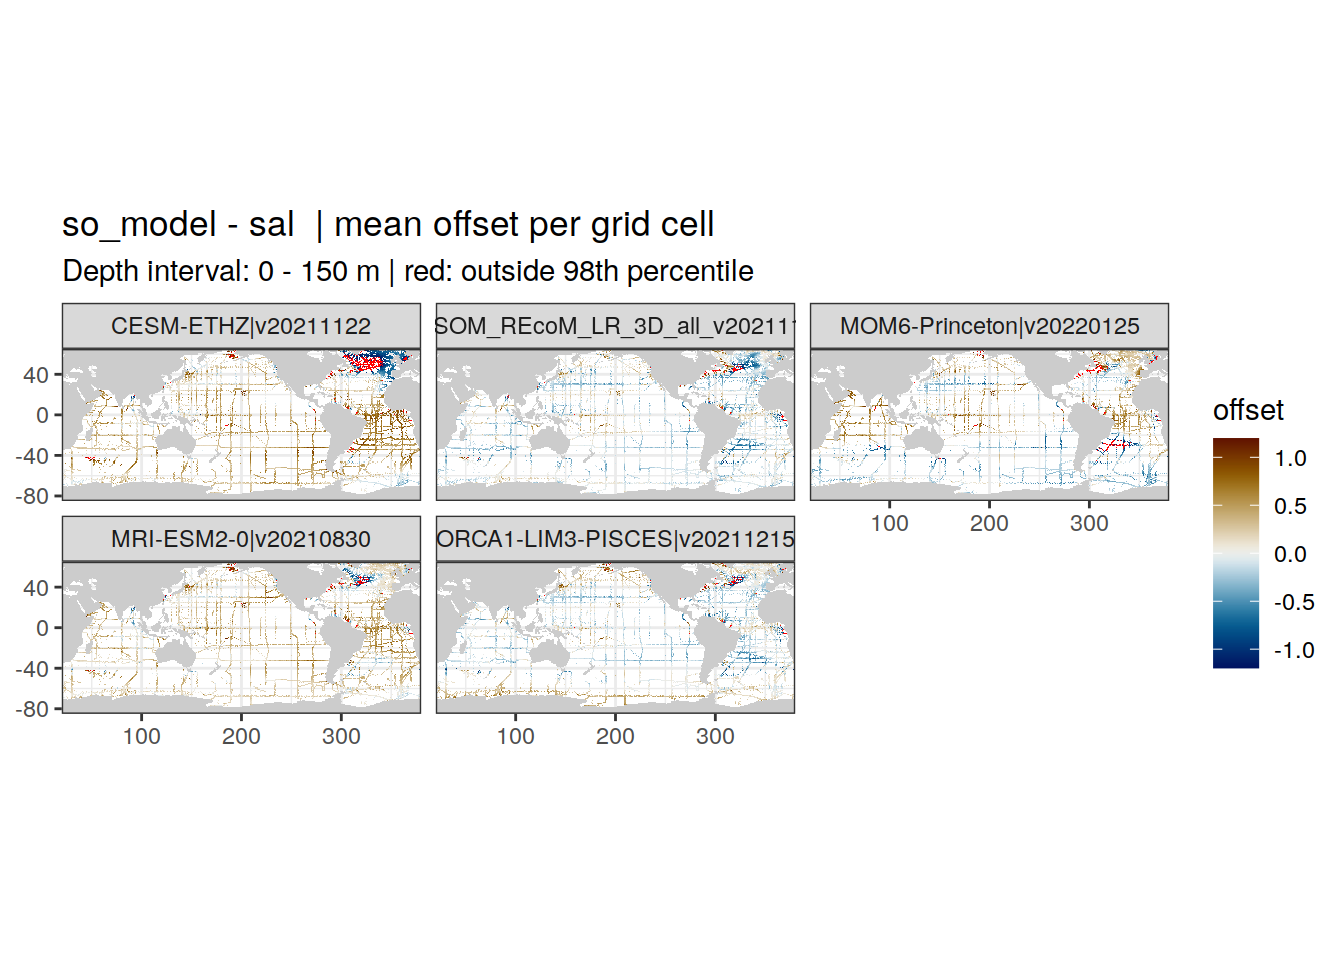 so_model - sal | mean offset per grid cell
Depth interval: 0 - 150 m | red: outside 98th percentile
CESM-ETHZ|v20211122
SOM_REcoM_LR_3D_all_v20211
MOM6-Princeton|v20220125
40
0
-40
-80
100
200
300
MRI-ESM2-0|v20210830
ORCA1-LIM3-PISCES|v20211215
40
0
-40
-80
100
200
300
100
200
300
offset
1.0
0.5
0.0
-0.5
-1.0